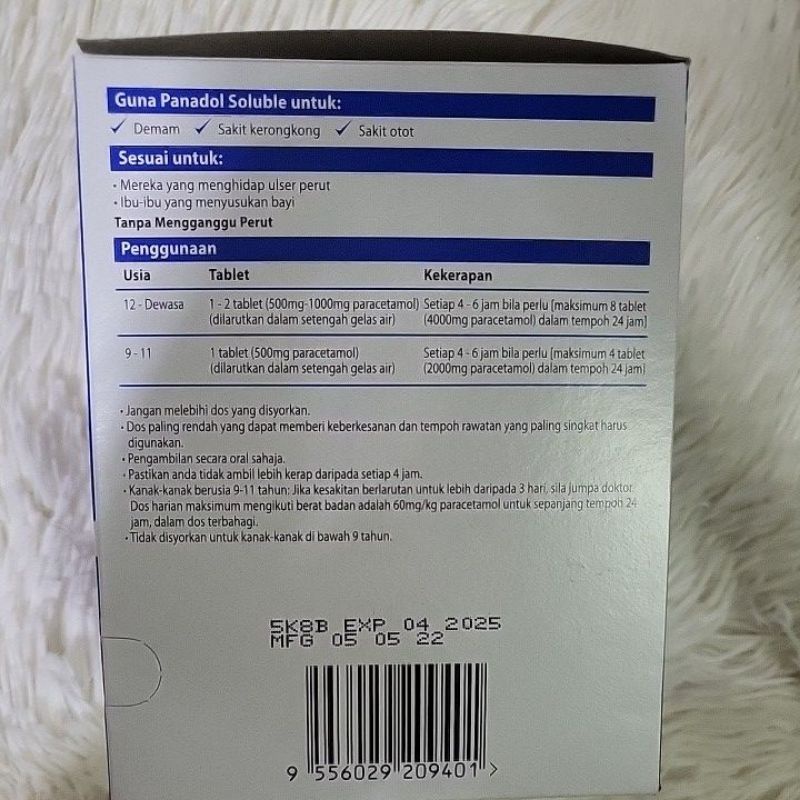 Guna Panadol Soluble untuk:
✓ Demam ✓ Sakit kerongkong ✓ Sakit otot
Sesuai untuk:
• Mereka yang menghidap ulser perut
• Ibu-ibu yang menyusukan bayi
Tanpa Mengganggu Perut
Penggunaan
Usia Tablet Kekerapan
12 - Dewasa 1 - 2 tablet (500mg-1000mg paracetamol) Setiap 4 - 6 jam bila perlu [maksimum 8 tablet
(dilarutkan dalam setengah gelas air) (4000mg paracetamol) dalam tempoh 24 jam]
9 - 11 1 tablet (500mg paracetamol) Setiap 4 - 6 jam bila perlu [maksimum 4 tablet
(dilarutkan dalam setengah gelas air) (2000mg paracetamol) dalam tempoh 24 jam]
• Jangan melebihi dos yang disyorkan.
• Dos paling rendah yang dapat memberi keberkesanan dan tempoh rawatan yang paling singkat harus
digunakan.
• Pengambilan secara oral sahaja.
• Pastikan anda tidak ambil lebih kerap daripada setiap 4 jam.
• Kanak-kanak berusia 9-11 tahun: Jika kesakitan berlarutan untuk lebih daripada 3 hari, sila jumpa doktor.
Dos harian maksimum mengikuti berat badan adalah 60mg/kg paracetamol untuk sepanjang tempoh 24
jam, dalam dos terbahagi.
• Tidak disyorkan untuk kanak-kanak di bawah 9 tahun.
5K8B EXP 04 2025
MFG 05 05 22
9 556029 209401 >